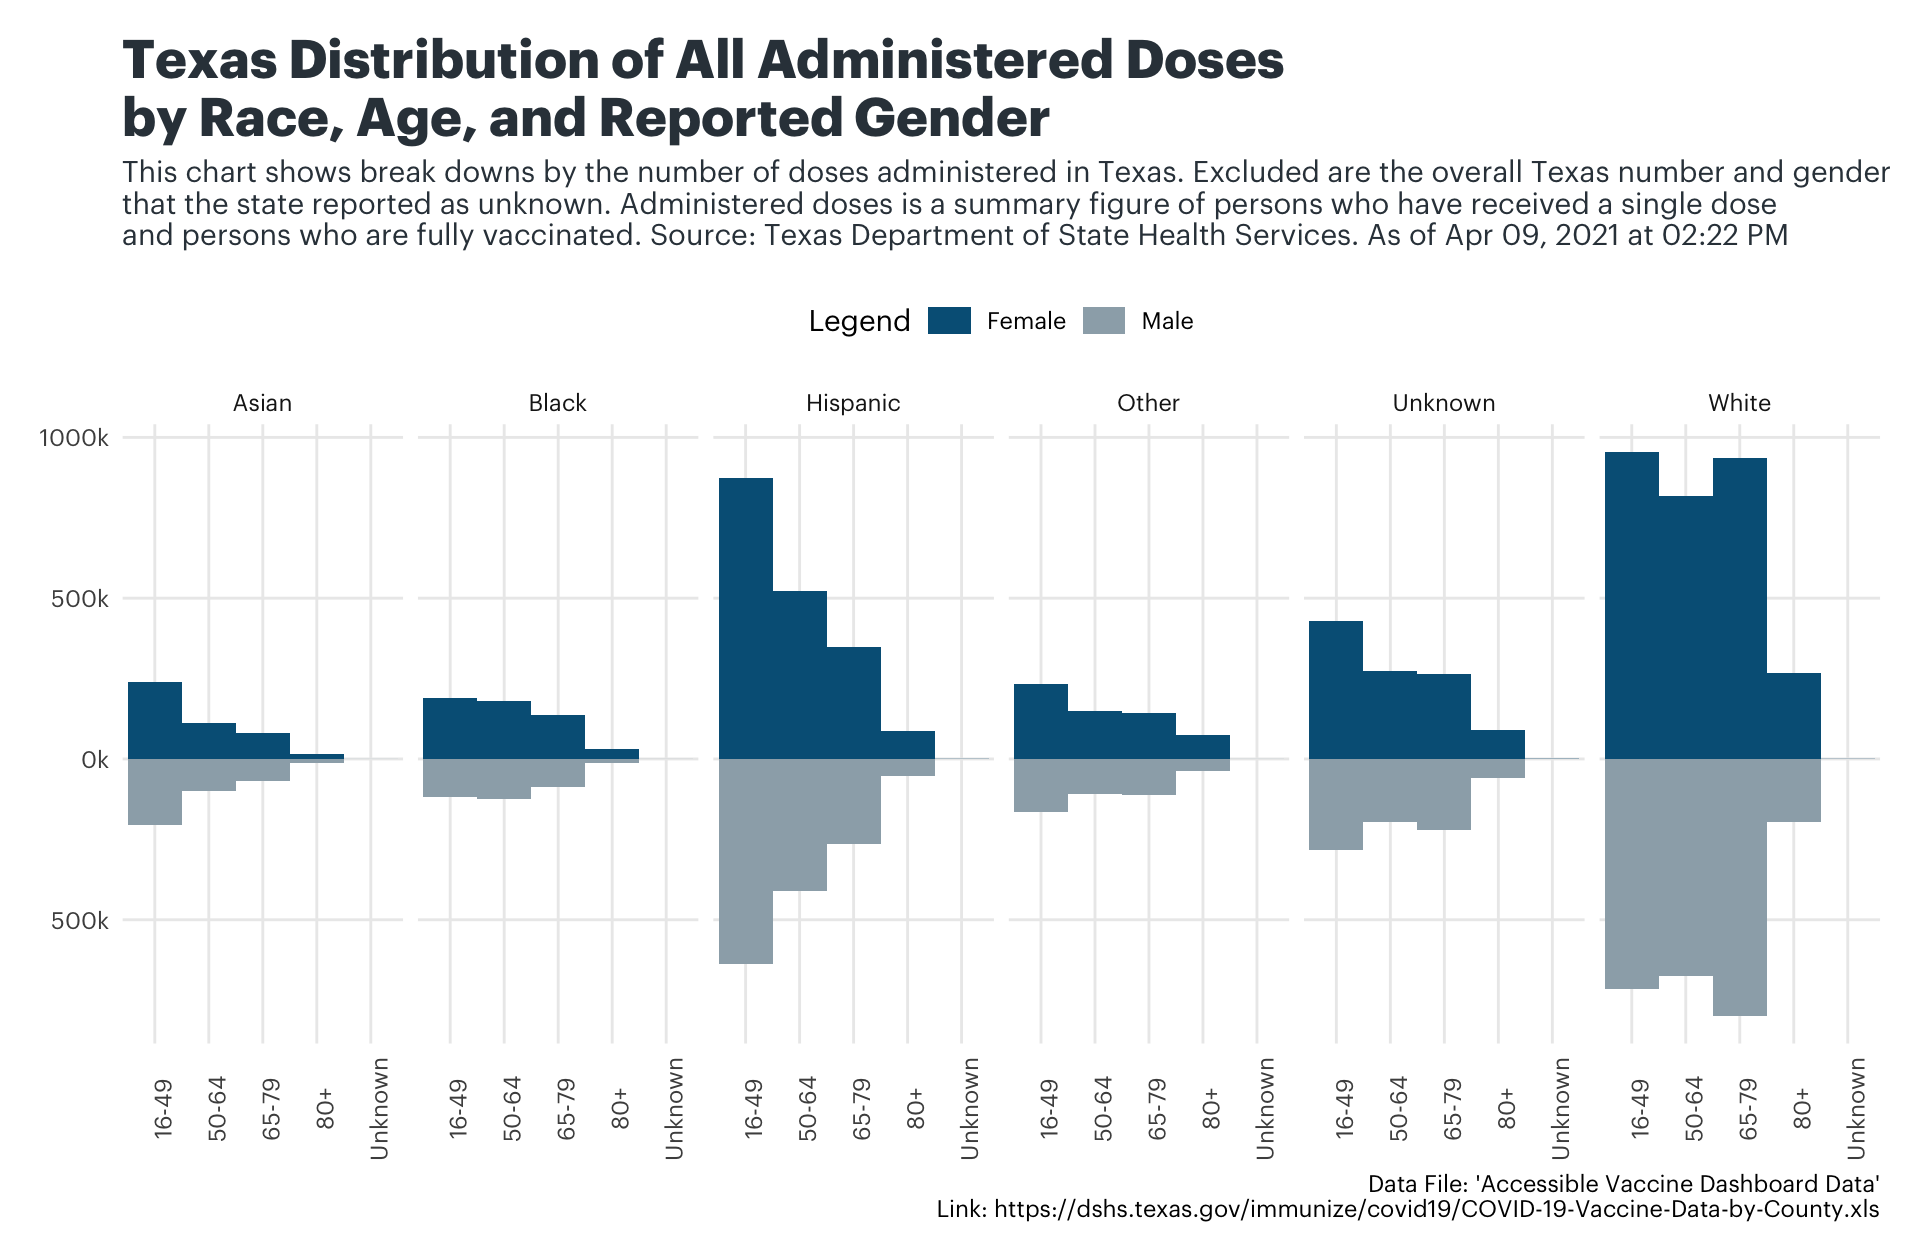 Texas Distribution of All Administered Doses
by Race, Age, and Reported Gender
This chart shows break downs by the number of doses administered in Texas. Excluded are the overall Texas number and gender
that the state reported as unknown. Administered doses is a summary figure of persons who have received a single dose
and persons who are fully vaccinated. Source: Texas Department of State Health Services. As of Apr 09, 2021 at 02:22 PM
Legend Female Male
Asian Black Hispanic Other Unknown White
1000k
500k
0k
500k
16-49 50-64 65-79 80+ Unknown 16-49 50-64 65-79 80+ Unknown 16-49 50-64 65-79 80+ Unknown 16-49 50-64 65-79 80+ Unknown 16-49 50-64 65-79 80+ Unknown 16-49 50-64 65-79 80+ Unknown
Data File: 'Accessible Vaccine Dashboard Data'
Link: https://dshs.texas.gov/immunize/covid19/COVID-19-Vaccine-Data-by-County.xls